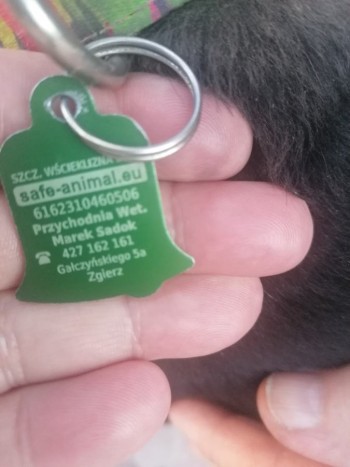 SZCZ. WŚCIEKLIZNA
safe-animal.eu
6162310460506
Przychodnia Wet.
Marek Sadok
☎ 427 162 161
Gałczyńskiego 5a
Zgierz